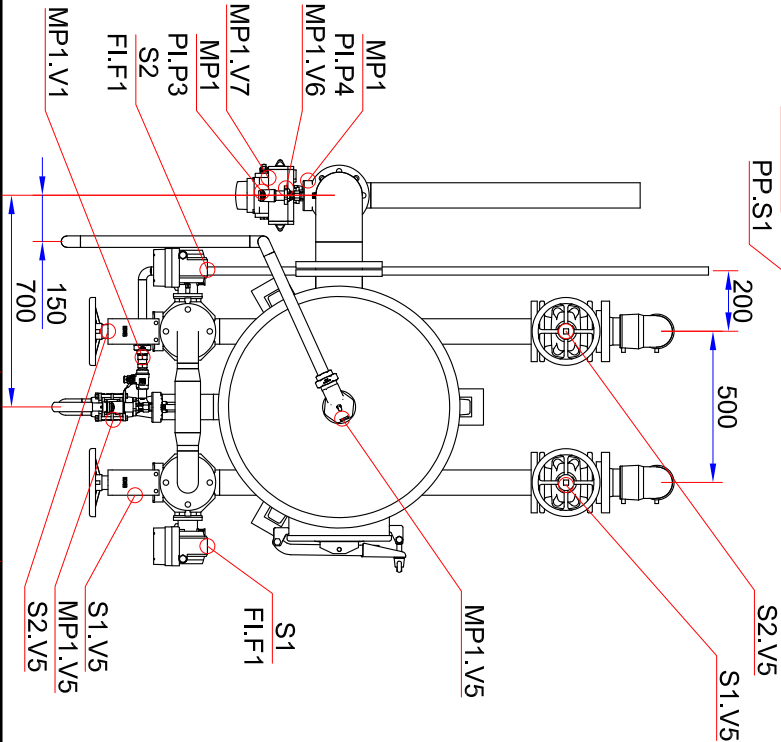 MP1
PI.P4
MP1.V6
MP1.V7
MP1
PI.P3
S2
FI.F1
MP1.V1
PP.S1
200
500
150
700
S2.V5
S1.V5
MP1.V5
S1
FI.F1
S1.V5
MP1.V5
S2.V5